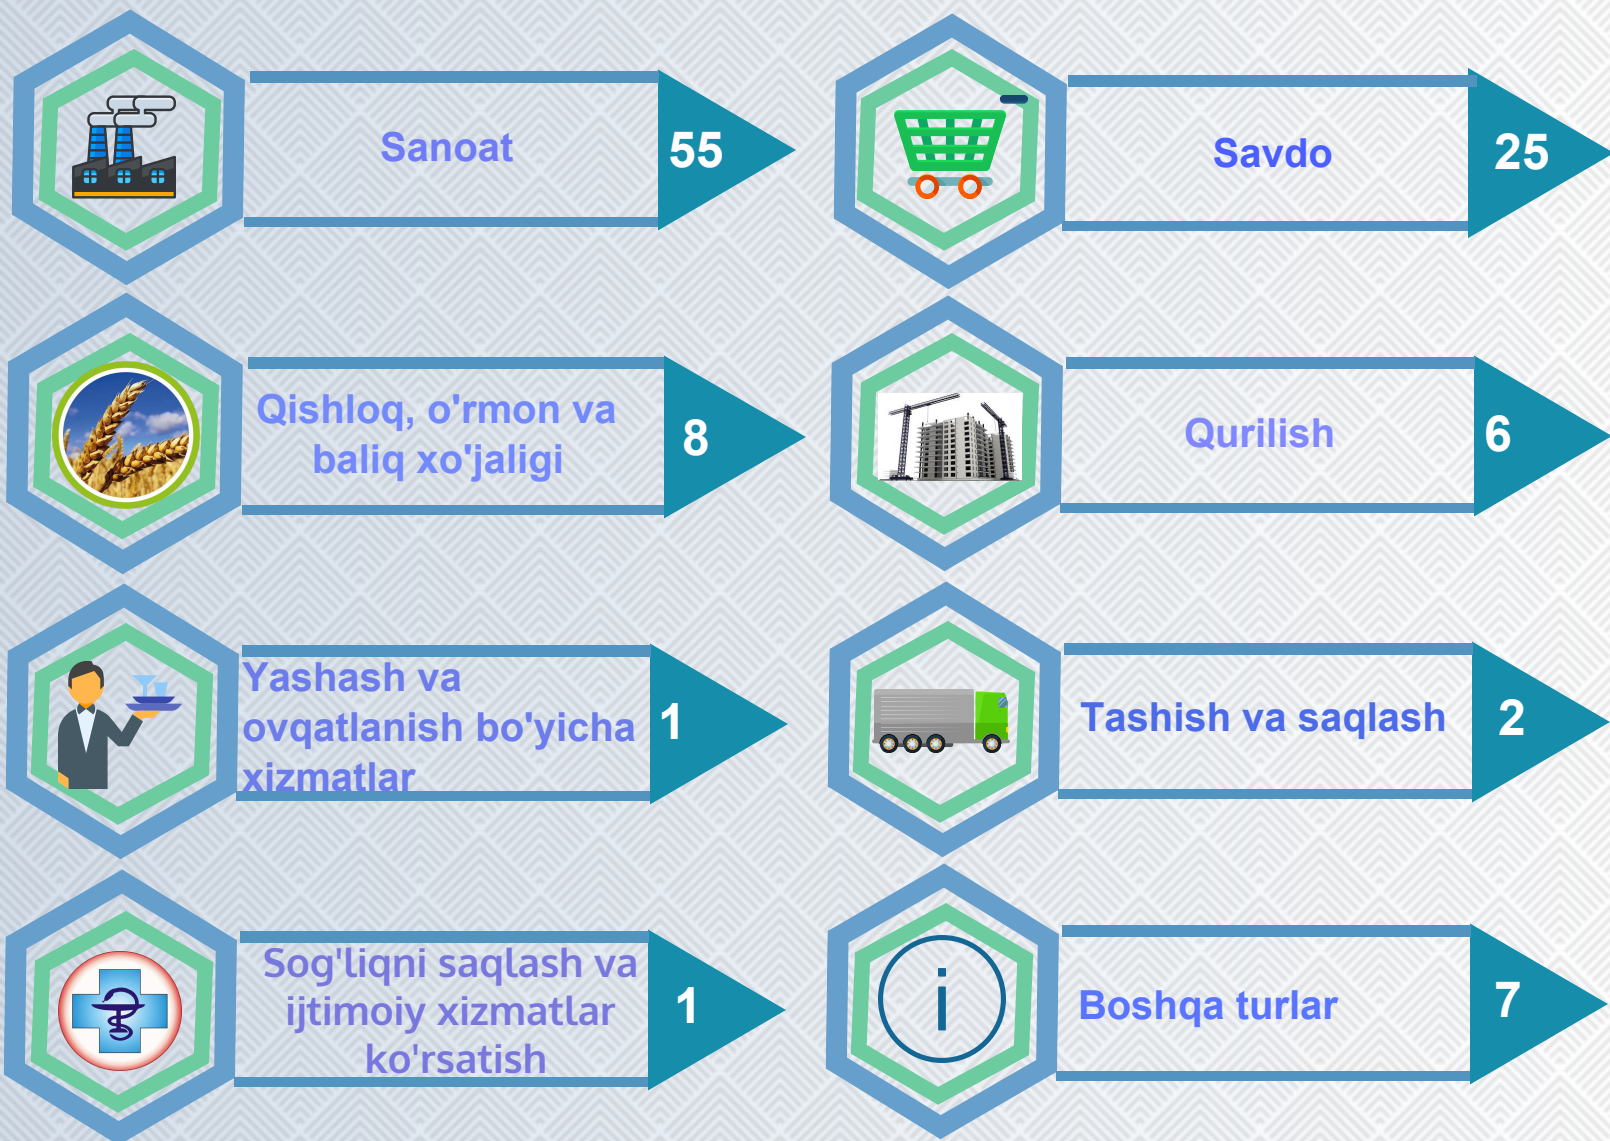 Sanoat
55
Savdo
25
Qishloq, o'rmon va
baliq xo'jaligi
8
Qurilish
6
Yashash va
ovqatlanish bo'yicha
xizmatlar
1
Tashish va saqlash
2
Sog'liqni saqlash va
ijtimoiy xizmatlar
ko'rsatish
1
i
Boshqa turlar
7